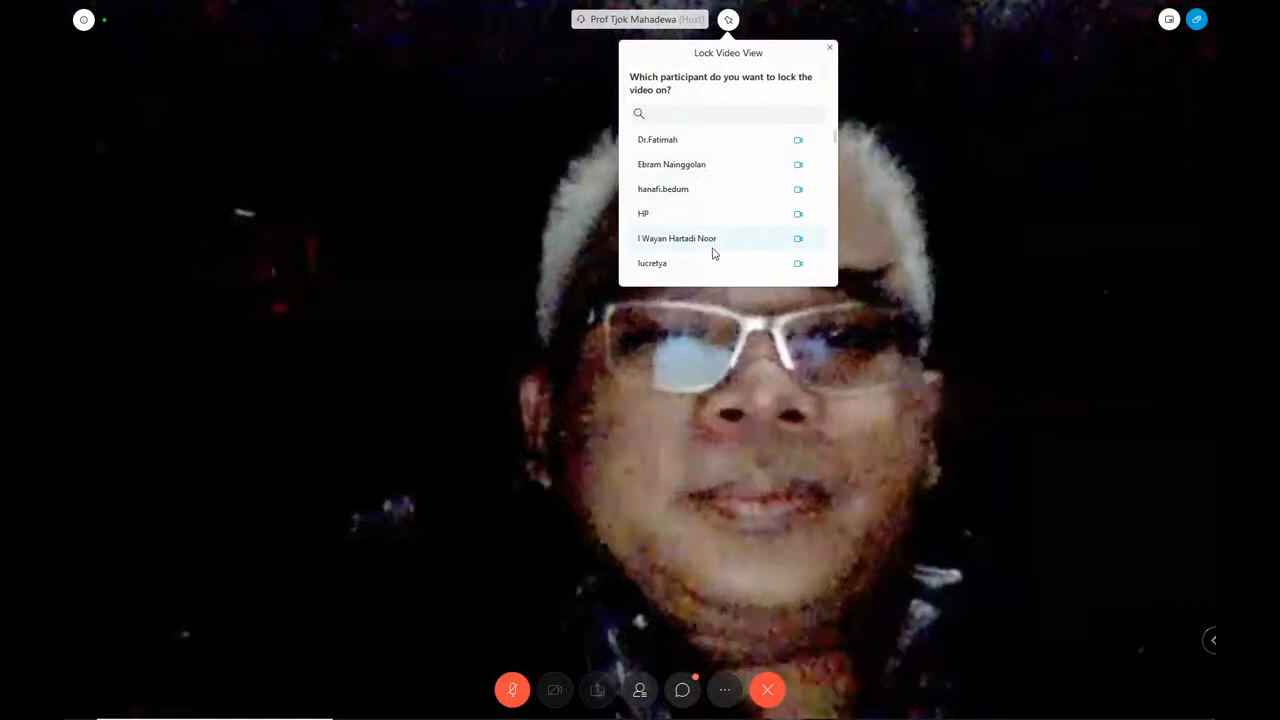 Prof Tjok Mahadewa (Host)
Lock Video View
Which participant do you want to lock the
video on?
Dr.Fatimah
Ebram Nainggolan
hanafi.bedum
HP
I Wayan Hartadi Noor
lucretya